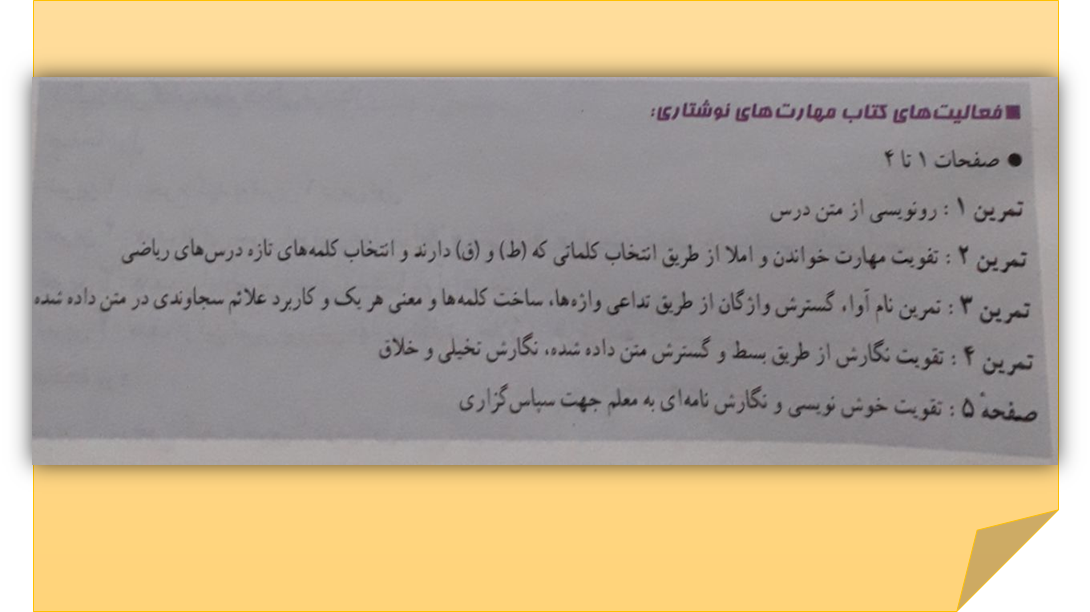 ■ فعالیت‌های کتاب مهارت‌های نوشتاری:
● صفحات ۱ تا ۴
تمرین ۱ : رونویسی از متن درس
تمرین ۲ : تقویت مهارت خواندن و املا از طریق انتخاب کلماتی که (ط) و (ق) دارند و انتخاب کلمه‌های تازه درس‌های ریاضی
تمرین ۳ : تمرین نام آوا، گسترش واژگان از طریق تداعی واژه‌ها، ساخت کلمه‌ها و معنی هر یک و کاربرد علائم سجاوندی در متن داده شده
تمرین ۴ : تقویت نگارش از طریق بسط و گسترش متن داده شده، نگارش تخیلی و خلاق
صفحهٔ ۵ : تقویت خوش نویسی و نگارش نامه‌ای به معلم جهت سپاس‌گزاری